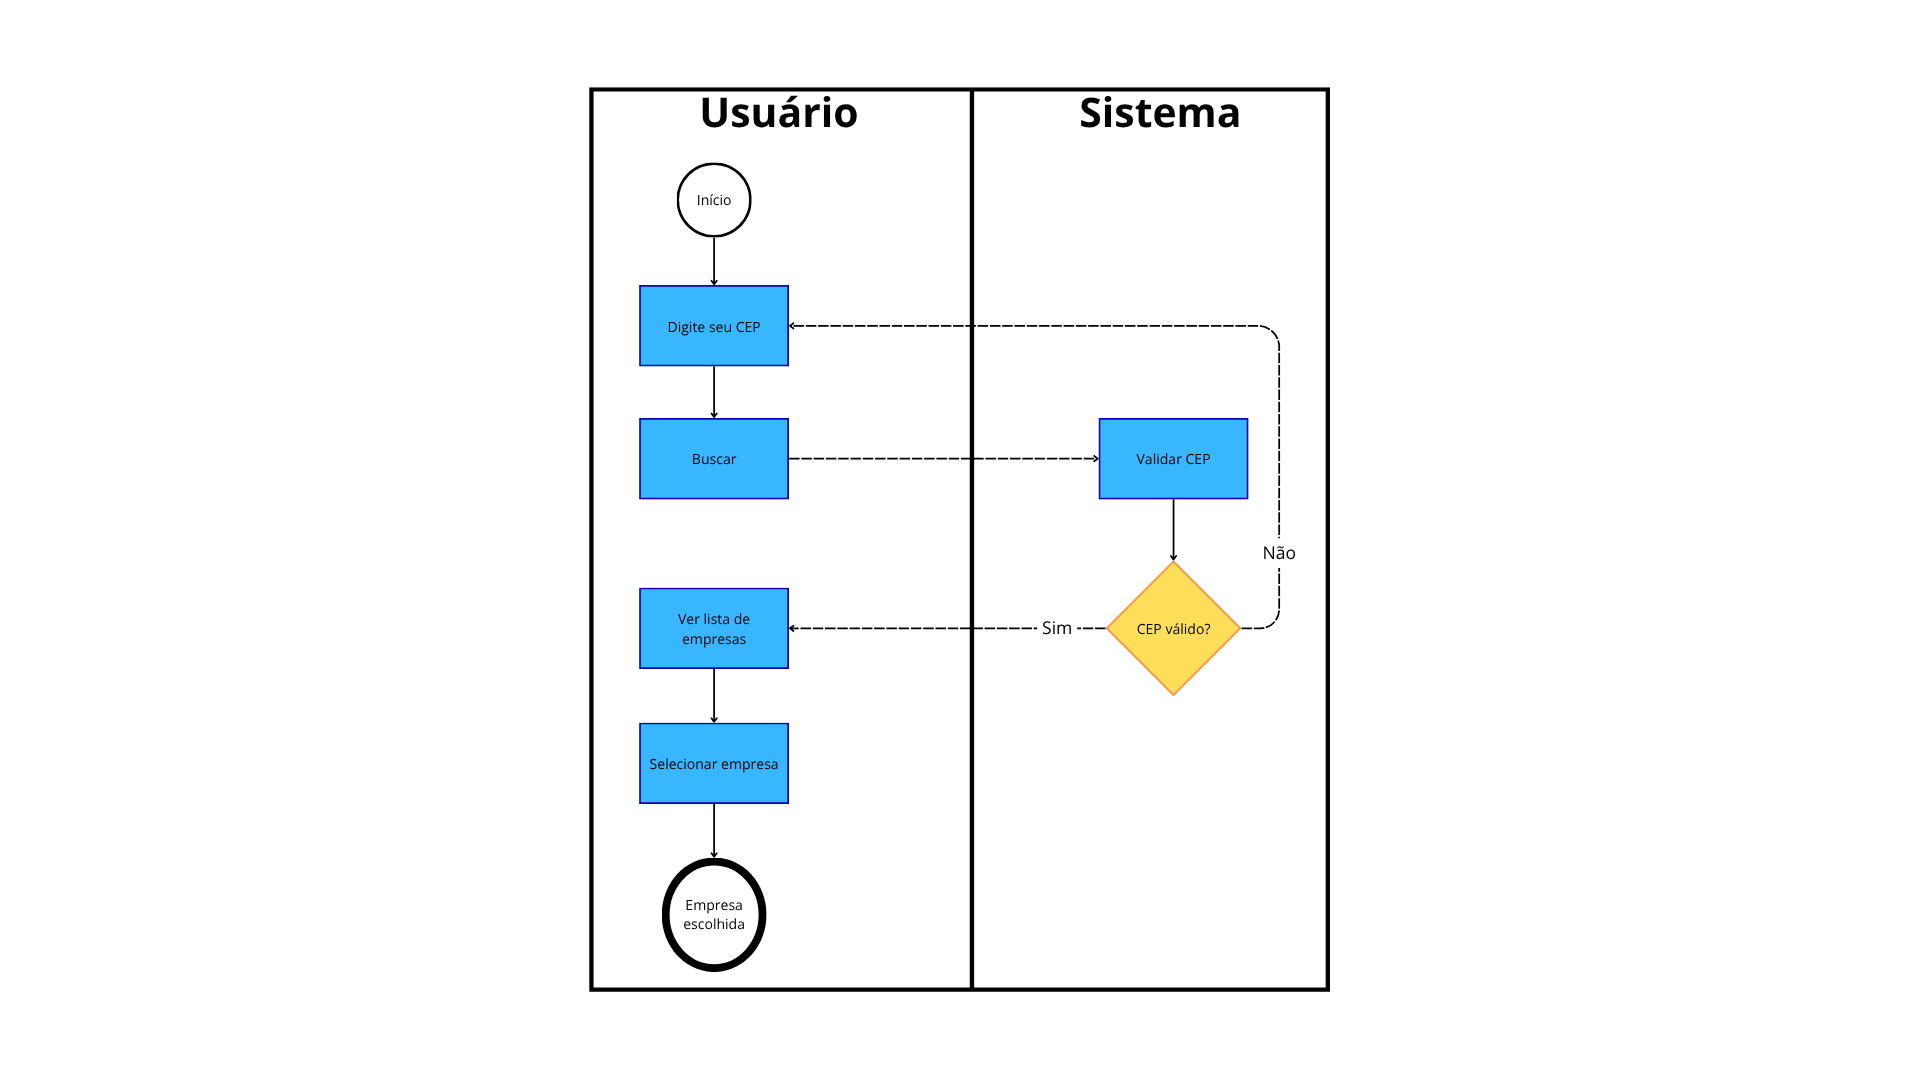 Usuário
Sistema
Início
Digite seu CEP
Buscar
Validar CEP
Não
Ver lista de
empresas
Sim
CEP válido?
Selecionar empresa
Empresa
escolhida